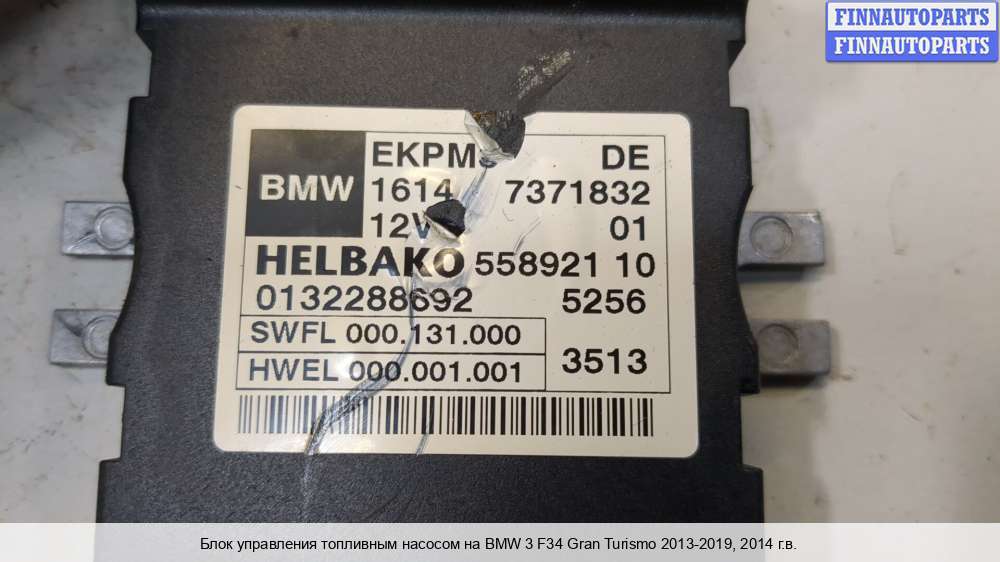 FINNAUTOPARTS
FINNAUTOPARTS
EKPM DE
BMW 1614 7371832
12V 01
HELBAKO 558921 10
0132288692 5256
SWFL 000.131.000
HWEL 000.001.001 3513
Блок управления топливным насосом на BMW 3 F34 Gran Turismo 2013-2019, 2014 г.в.